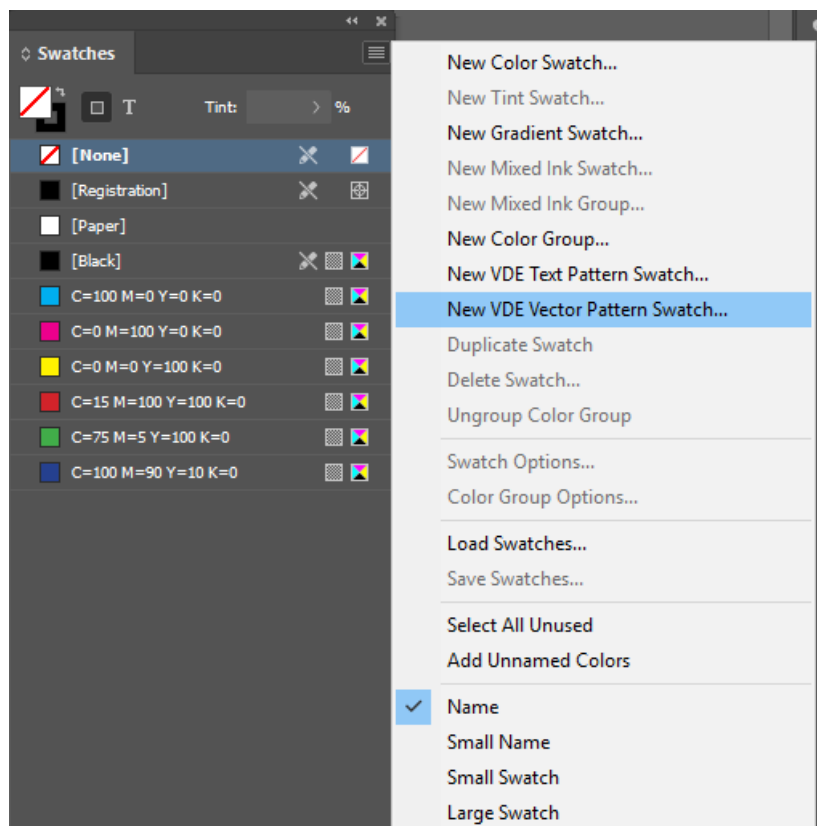 Swatches
T Tint: %
[None]
[Registration]
[Paper]
[Black]
C=100 M=0 Y=0 K=0
C=0 M=100 Y=0 K=0
C=0 M=0 Y=100 K=0
C=15 M=100 Y=100 K=0
C=75 M=5 Y=100 K=0
C=100 M=90 Y=10 K=0
New Color Swatch...
New Tint Swatch...
New Gradient Swatch...
New Mixed Ink Swatch...
New Mixed Ink Group...
New Color Group...
New VDE Text Pattern Swatch...
New VDE Vector Pattern Swatch...
Duplicate Swatch
Delete Swatch...
Ungroup Color Group
Swatch Options...
Color Group Options...
Load Swatches...
Save Swatches...
Select All Unused
Add Unnamed Colors
Name
Small Name
Small Swatch
Large Swatch